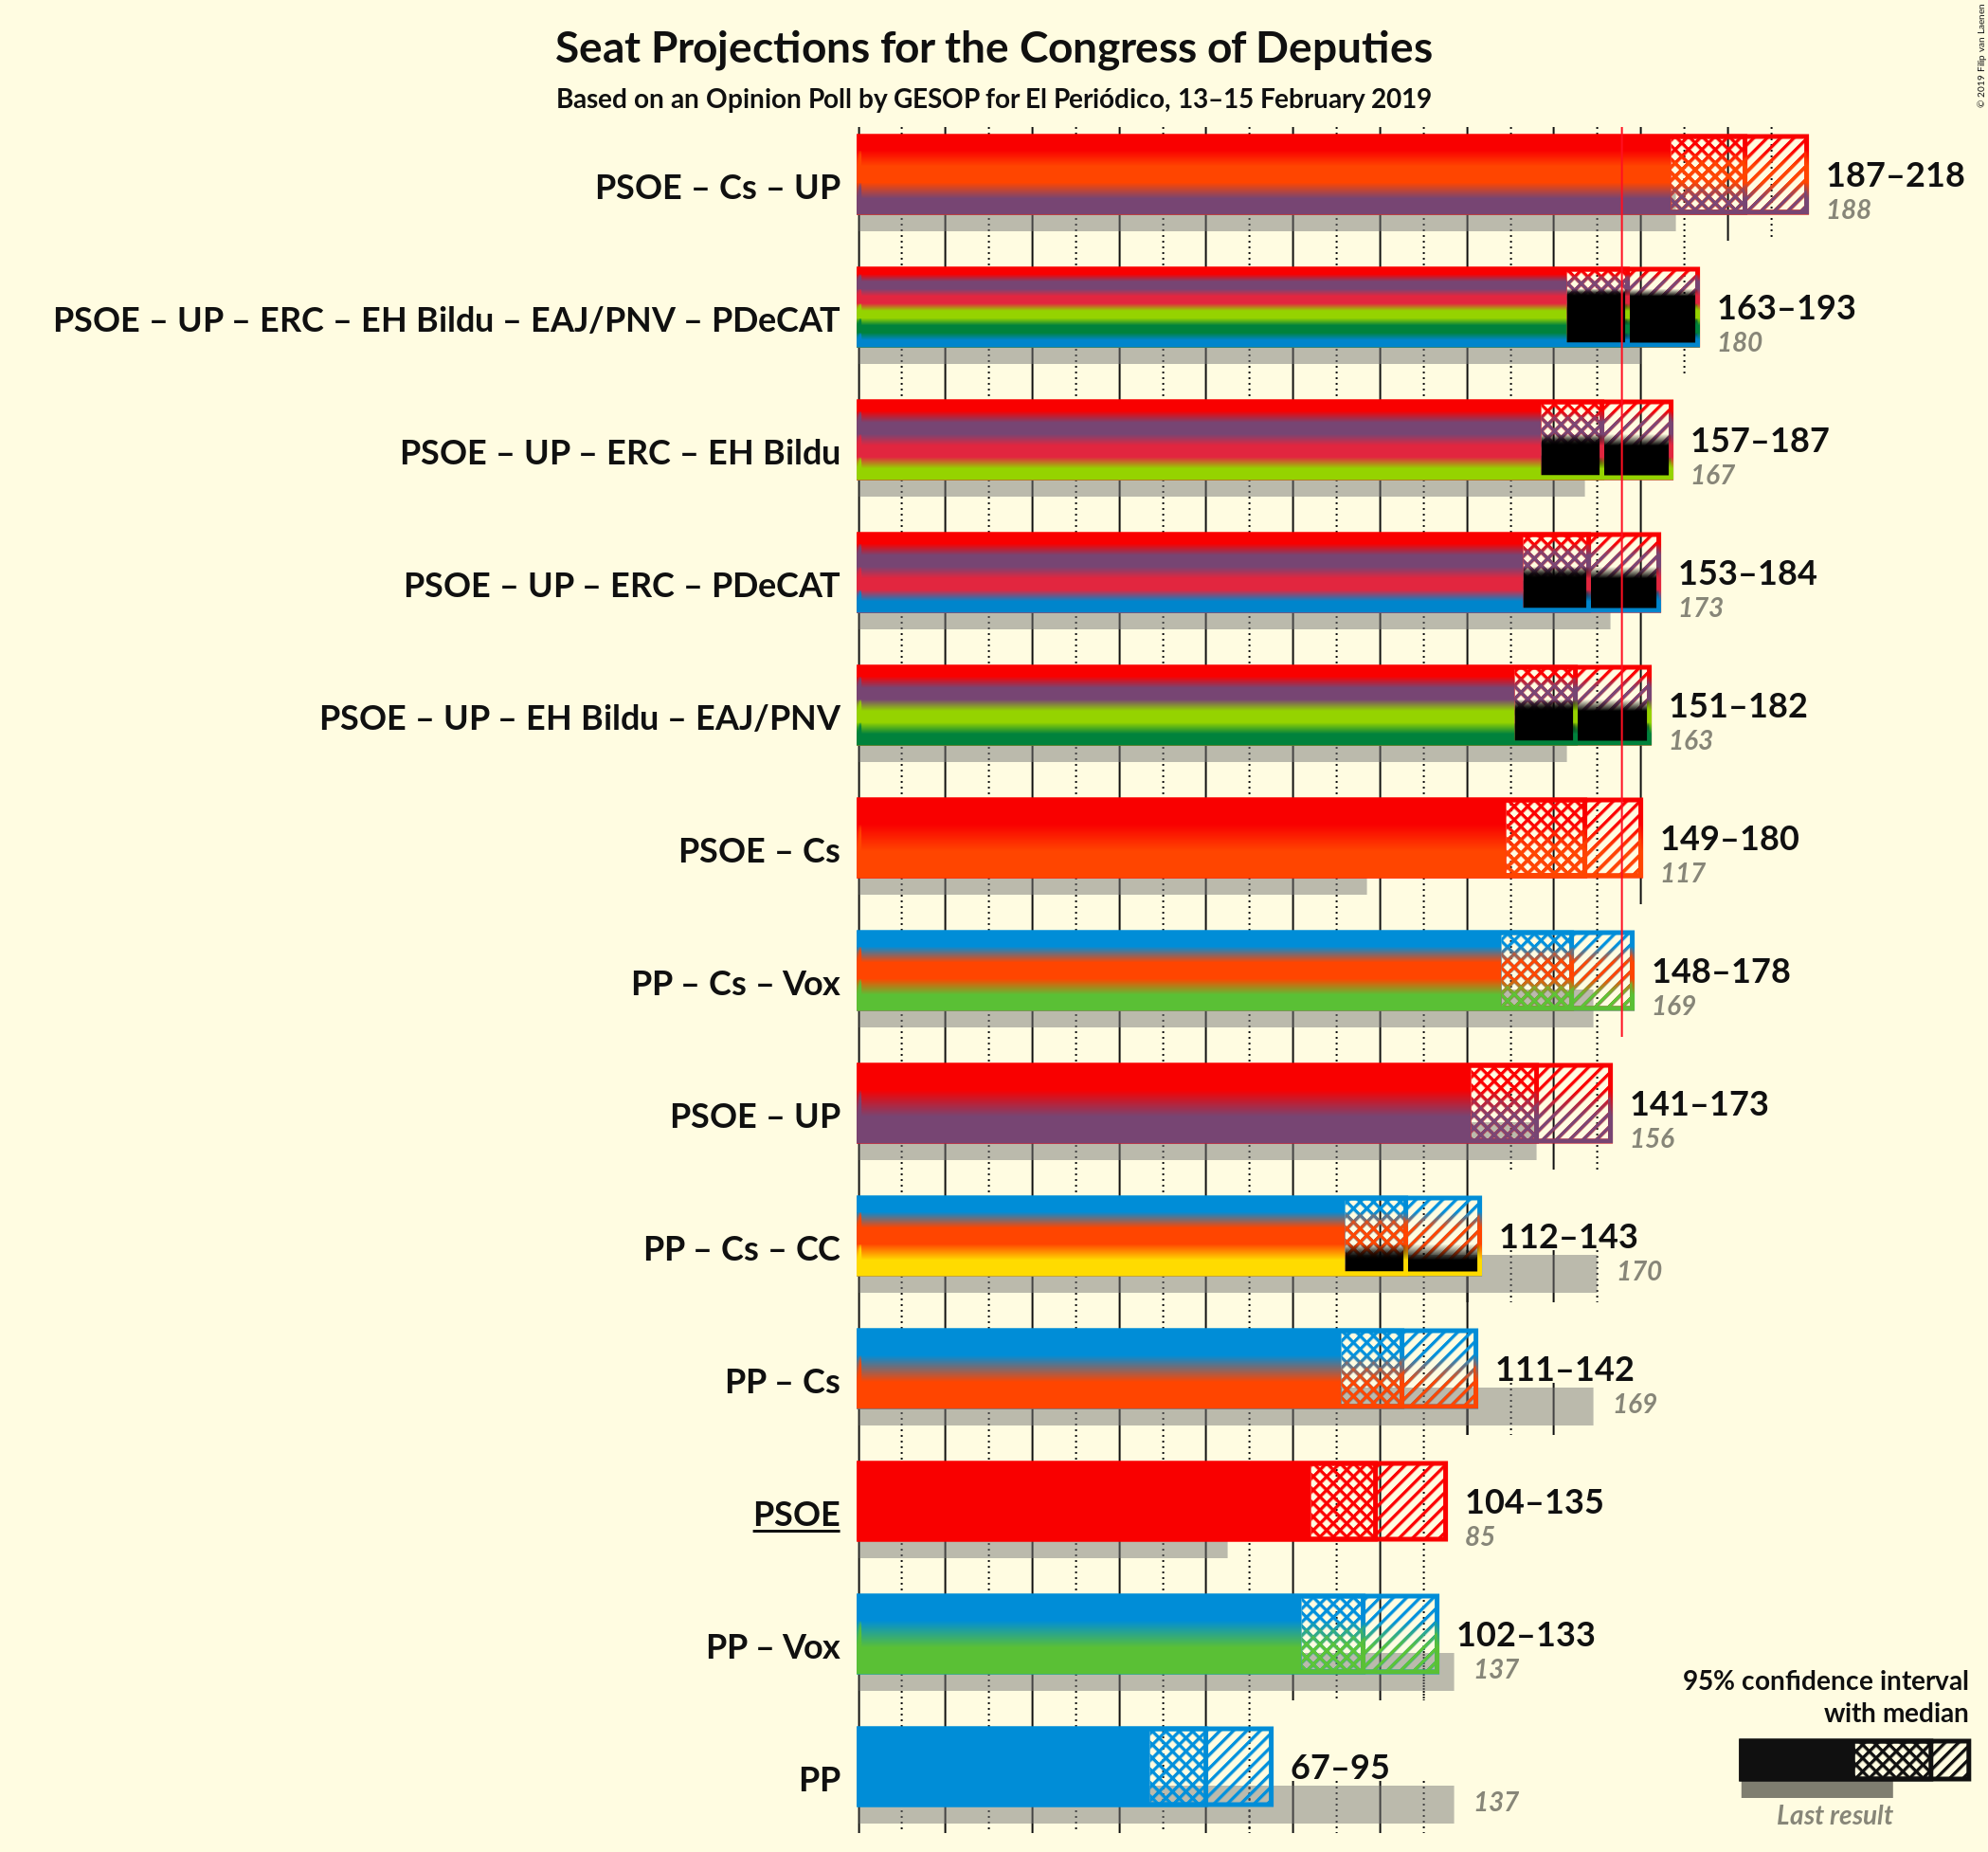 Seat Projections for the Congress of Deputies
Based on an Opinion Poll by GESOP for El Periódico, 13–15 February 2019
© 2019 Filip van Laenen
PSOE – Cs – UP
187–218
188
PSOE – UP – ERC – EH Bildu – EAJ/PNV – PDeCAT
163–193
180
PSOE – UP – ERC – EH Bildu
157–187
167
PSOE – UP – ERC – PDeCAT
153–184
173
PSOE – UP – EH Bildu – EAJ/PNV
151–182
163
PSOE – Cs
149–180
117
PP – Cs – Vox
148–178
169
PSOE – UP
141–173
156
PP – Cs – CC
112–143
170
PP – Cs
111–142
169
PSOE
104–135
85
PP – Vox
102–133
137
PP
67–95
137
95% confidence interval
with median
Last result